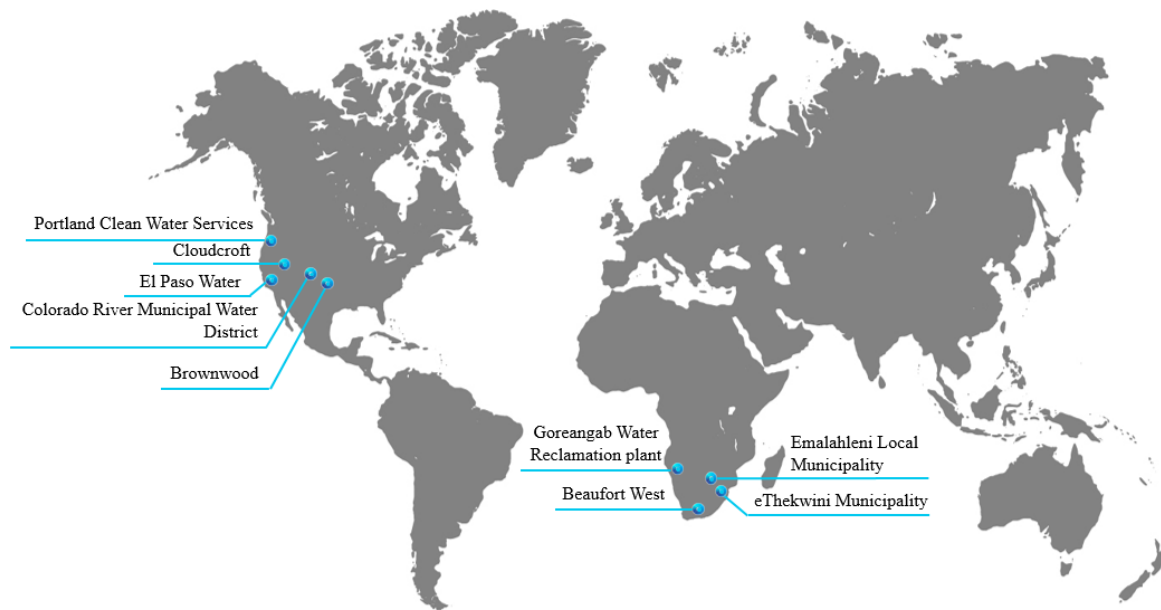 Portland Clean Water Services
Cloudcroft
El Paso Water
Colorado River Municipal Water
District
Brownwood
Goreangab Water
Reclamation plant
Beaufort West
Emalahleni Local
Municipality
eThekwini Municipality